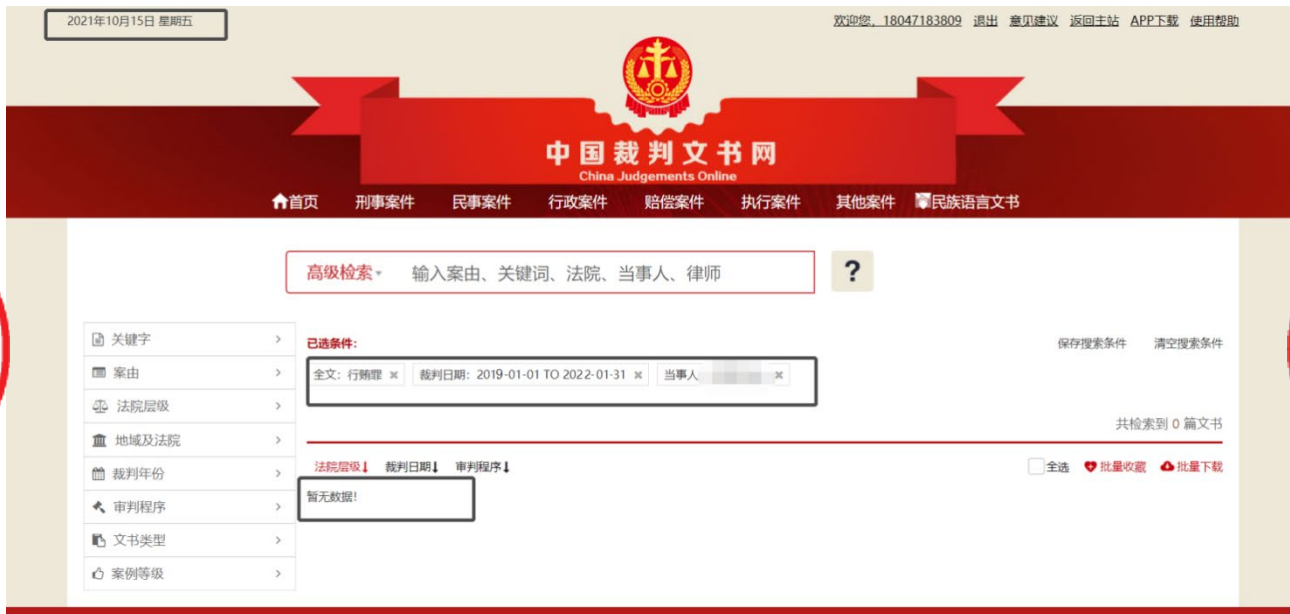 2021年10月15日 星期五
欢迎您，18047183809 退出 意见建议 返回主站 APP下载 使用帮助
中国裁判文书网
China Judgements Online
首页 刑事案件 民事案件 行政案件 赔偿案件 执行案件 其他案件 民族语言文书
高级检索 输入案由、关键词、法院、当事人、律师 ?
关键字
案由
法院层级
地域及法院
裁判年份
审判程序
文书类型
案例等级
已选条件： 保存搜索条件 清空搜索条件
全文：行贿罪 × 裁判日期：2019-01-01 TO 2022-01-31 × 当事人 ×
共检索到 0 篇文书
法院层级↓ 裁判日期↓ 审判程序↓ 全选 批量收藏 批量下载
暂无数据!